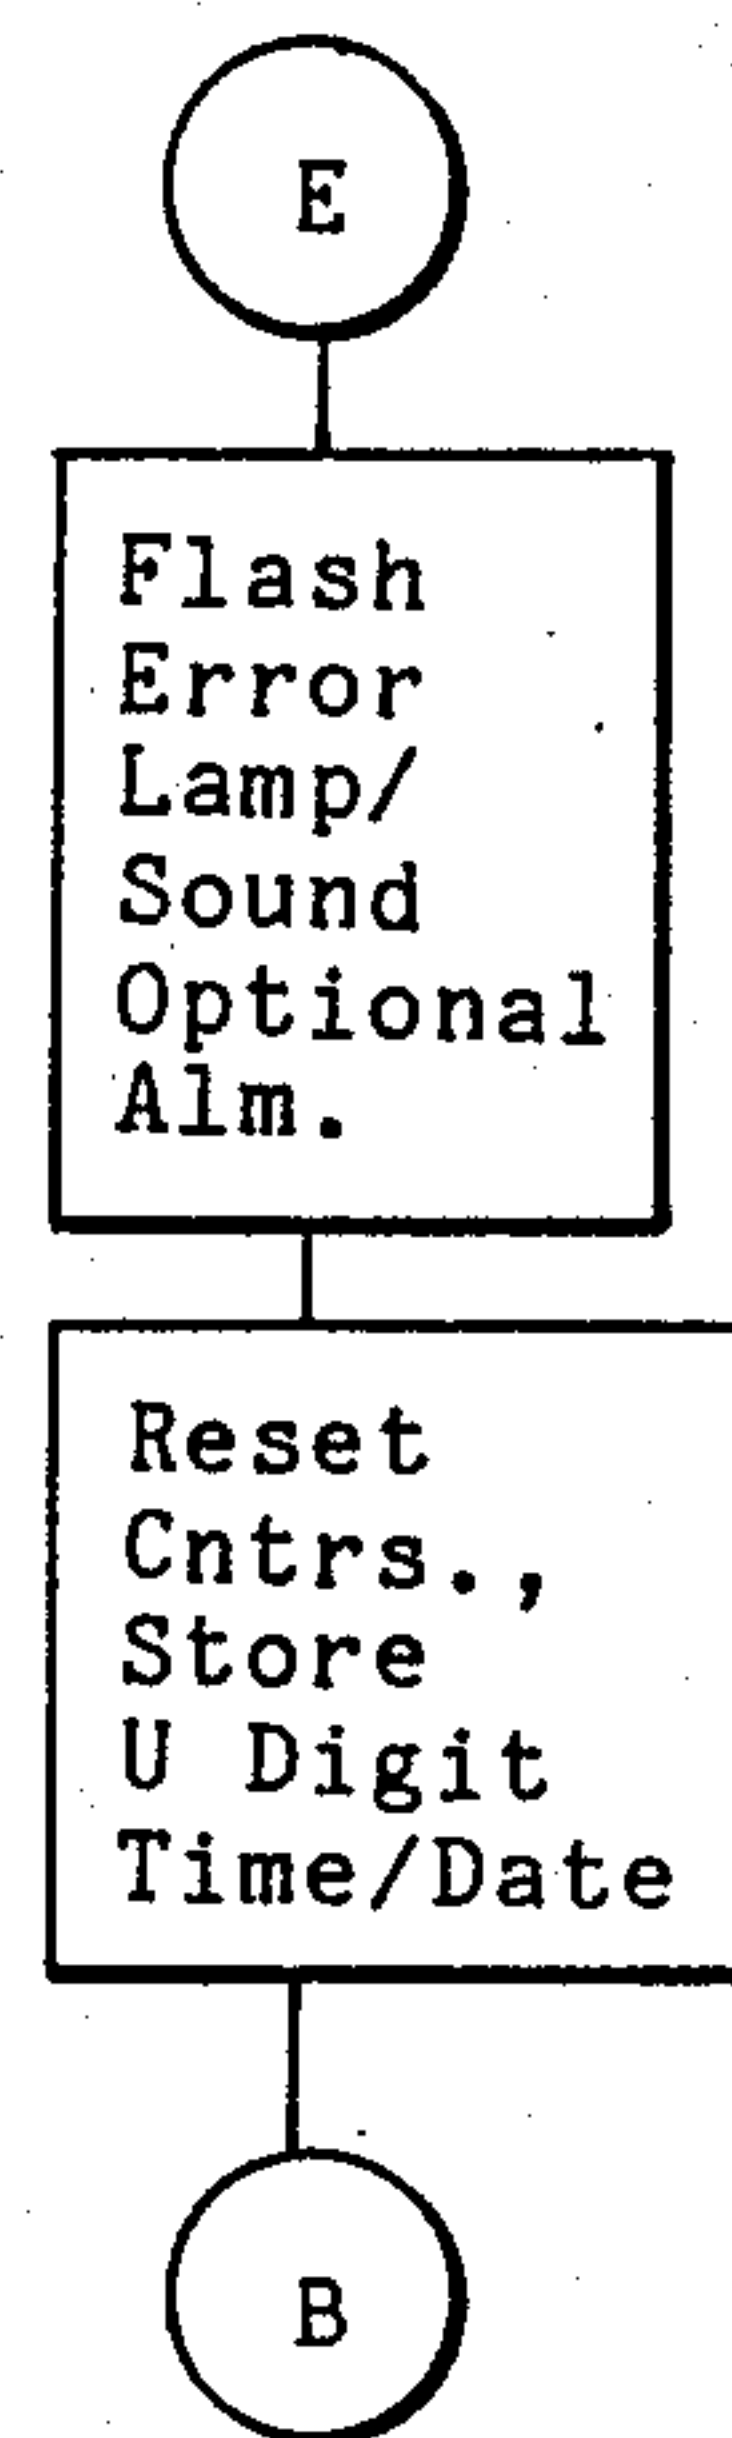 E
Flash
Error
Lamp/
Sound
Optional
Alm.
Reset
Cntrs.,
Store
U Digit
Time/Date
B